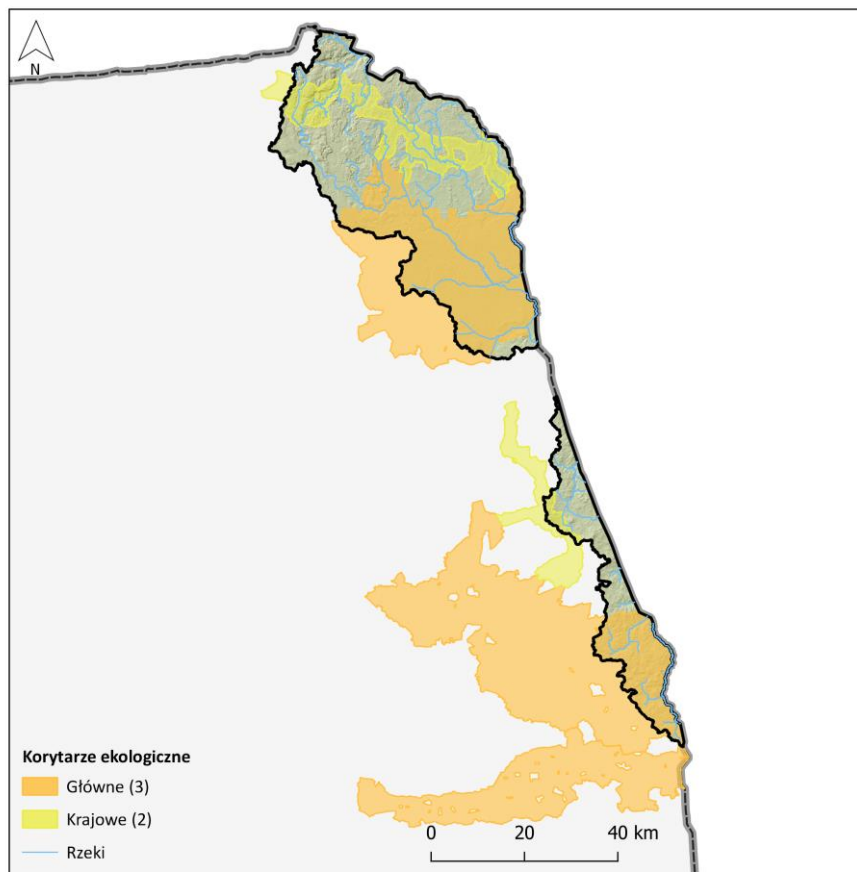 N
Korytarze ekologiczne
Główne (3)
Krajowe (2)
Rzeki
0 20 40 km